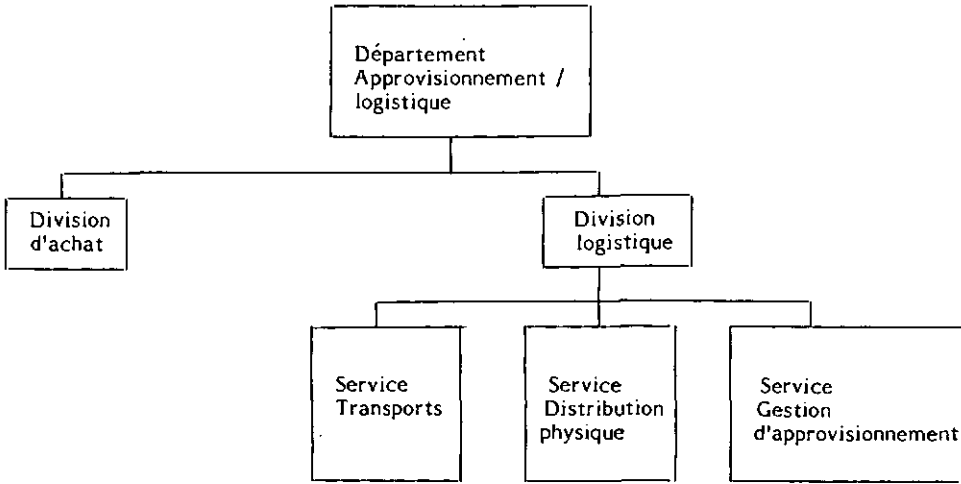 Département
Approvisionnement /
logistique
Division
d'achat
Division
logistique
Service
Transports
Service
Distribution
physique
Service
Gestion
d'approvisionnement